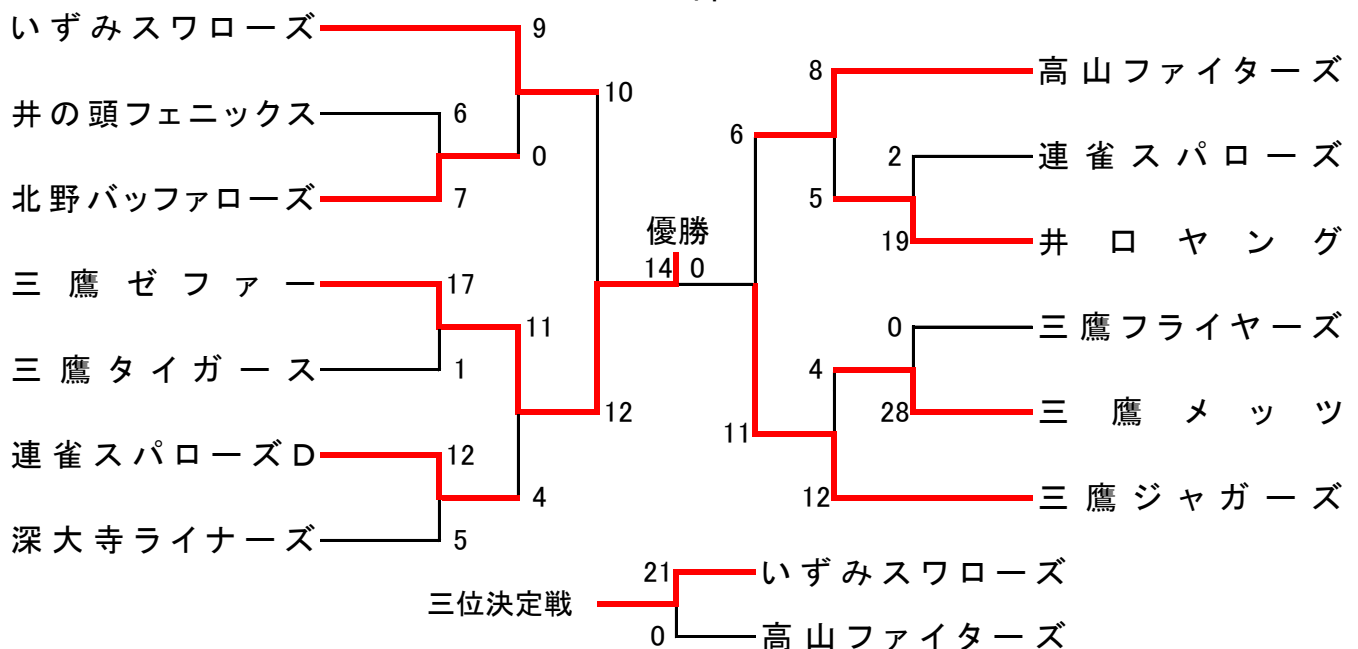 いずみスワローズ
9
10
井の頭フェニックス
6
0
北野バッファローズ
7
三鷹ゼファー
17
11
三鷹タイガース
1
12
連雀スパローズD
12
4
深大寺ライナーズ
5
優勝
14 0
8
高山ファイターズ
6
2
連雀スパローズ
5
19
井口ヤング
0
三鷹フライヤーズ
4
28
三鷹メッツ
11
12
三鷹ジャガーズ
三位決定戦
21
いずみスワローズ
0
高山ファイターズ